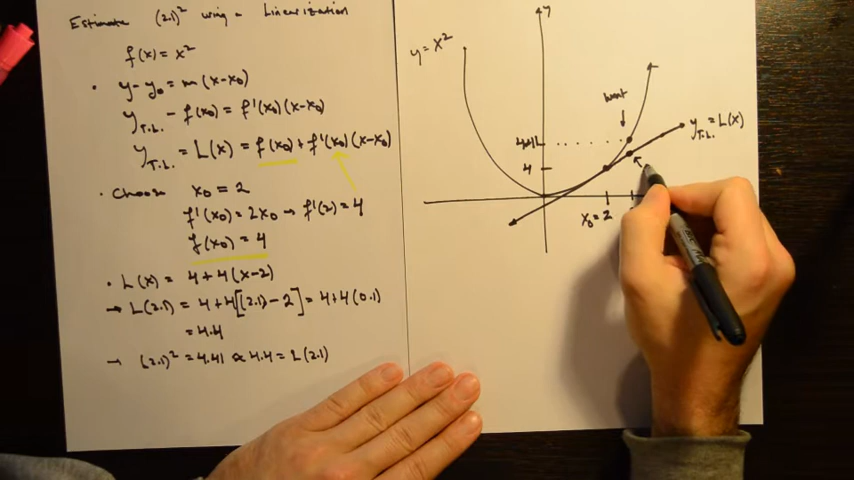 Estimate (2.1)² using a Linearization
f(x) = x²
• y - y₀ = m(x-x₀)
y_T.L. - f(x₀) = f'(x₀)(x-x₀)
y_T.L. = L(x) = f(x₀) + f'(x₀)(x-x₀)
• Choose x₀ = 2
f'(x₀) = 2x₀ → f'(2) = 4
f(x₀) = 4
• L(x) = 4+4(x-2)
→ L(2.1) = 4+4[(2.1)-2] = 4+4(0.1)
= 4.4
→ (2.1)² = 4.41 ≈ 4.4 = L(2.1)
y
y = x²
want
y_T.L. = L(x)
4.41
4
x₀ = 2